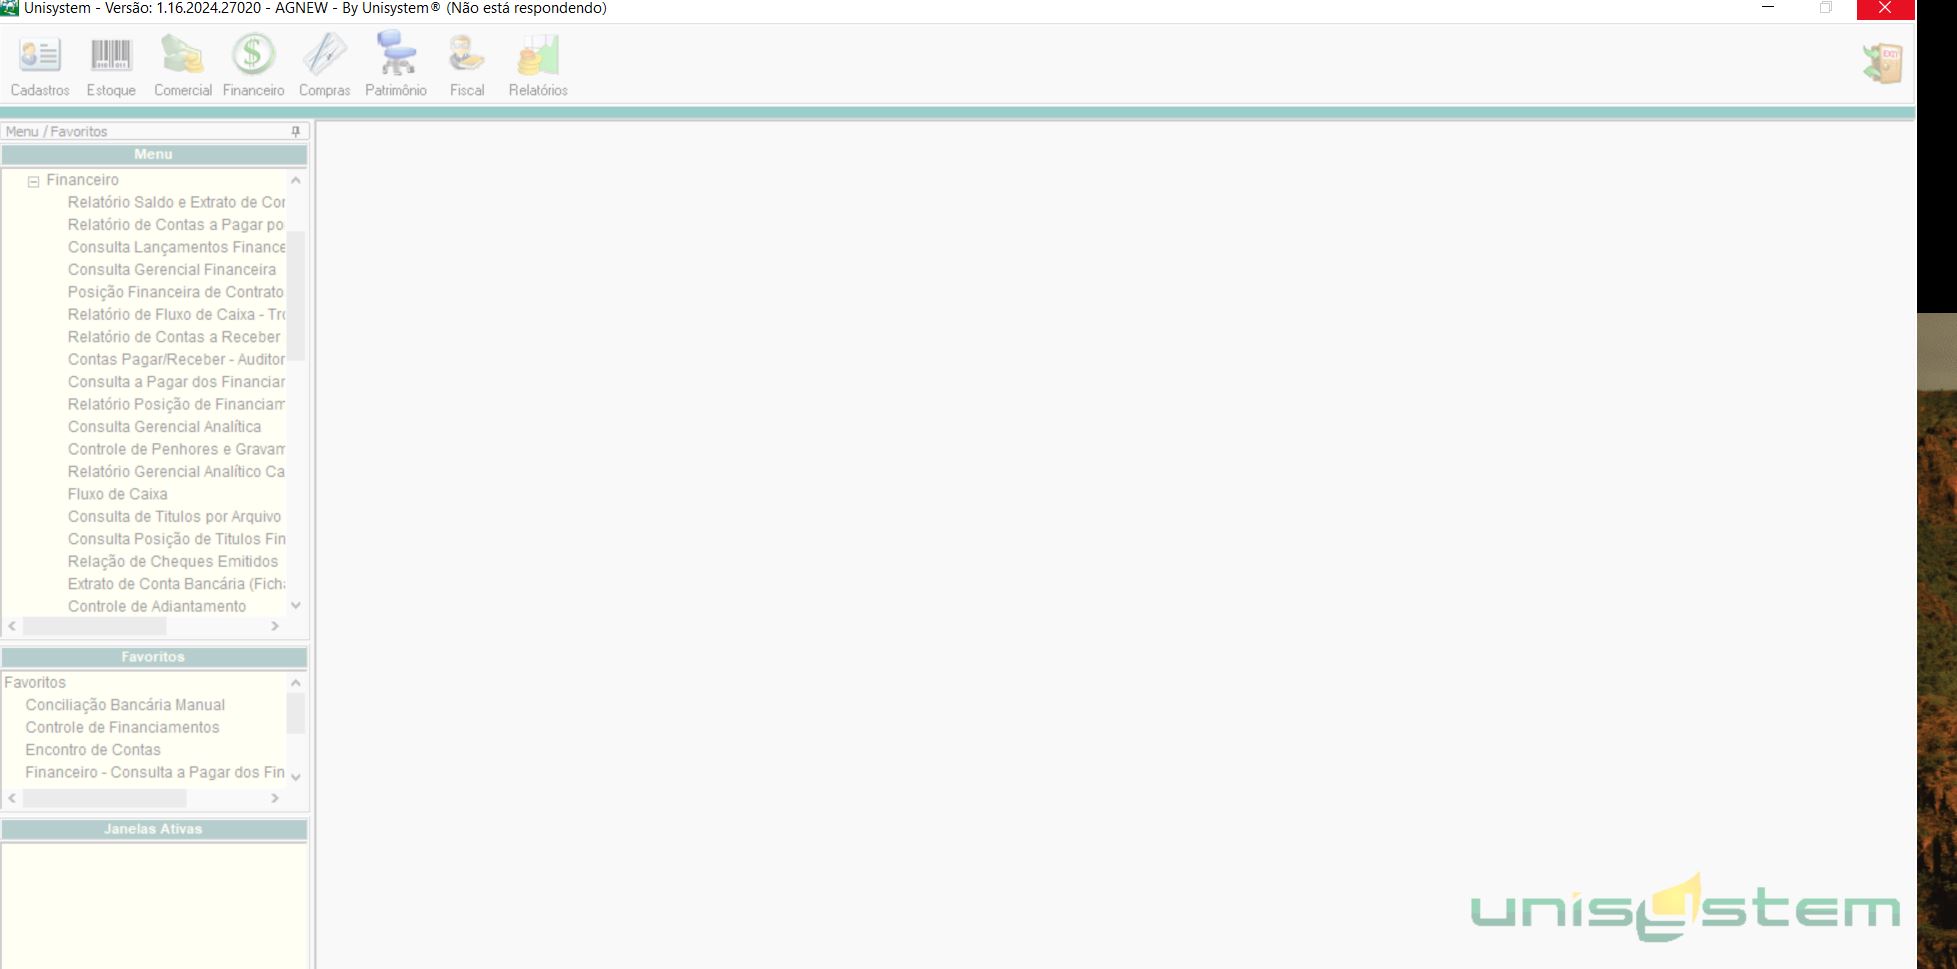 Unisystem - Versão: 1.16.2024.27020 - AGNEW - By Unisystem® (Não está respondendo)
Cadastros Estoque Comercial Financeiro Compras Patrimônio Fiscal Relatórios
EXIT
Menu / Favoritos
Menu
Financeiro
Relatório Saldo e Extrato de Cor
Relatório de Contas a Pagar po
Consulta Lançamentos Finance
Consulta Gerencial Financeira
Posição Financeira de Contrato
Relatório de Fluxo de Caixa - Tro
Relatório de Contas a Receber
Contas Pagar/Receber - Auditor
Consulta a Pagar dos Financiar
Relatório Posição de Financiam
Consulta Gerencial Analítica
Controle de Penhores e Gravam
Relatório Gerencial Analítico Ca
Fluxo de Caixa
Consulta de Titulos por Arquivo
Consulta Posição de Titulos Fin
Relação de Cheques Emitidos
Extrato de Conta Bancária (Ficha
Controle de Adiantamento
Favoritos
Favoritos
Conciliação Bancária Manual
Controle de Financiamentos
Encontro de Contas
Financeiro - Consulta a Pagar dos Fin
Janelas Ativas
unisystem